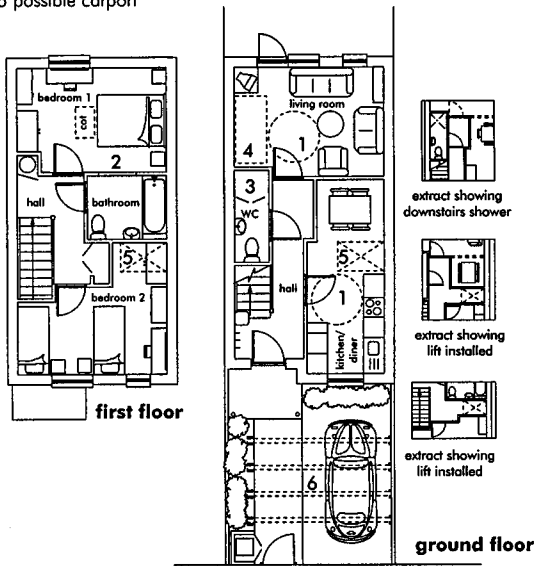 possible carport
bedroom 1
cot
2
hall
bathroom
5
bedroom 2
first floor
living room
1
4
3
WC
5
hall
1
kitchen/
diner
6
ground floor
extract showing
downstairs shower
extract showing
lift installed
extract showing
lift installed